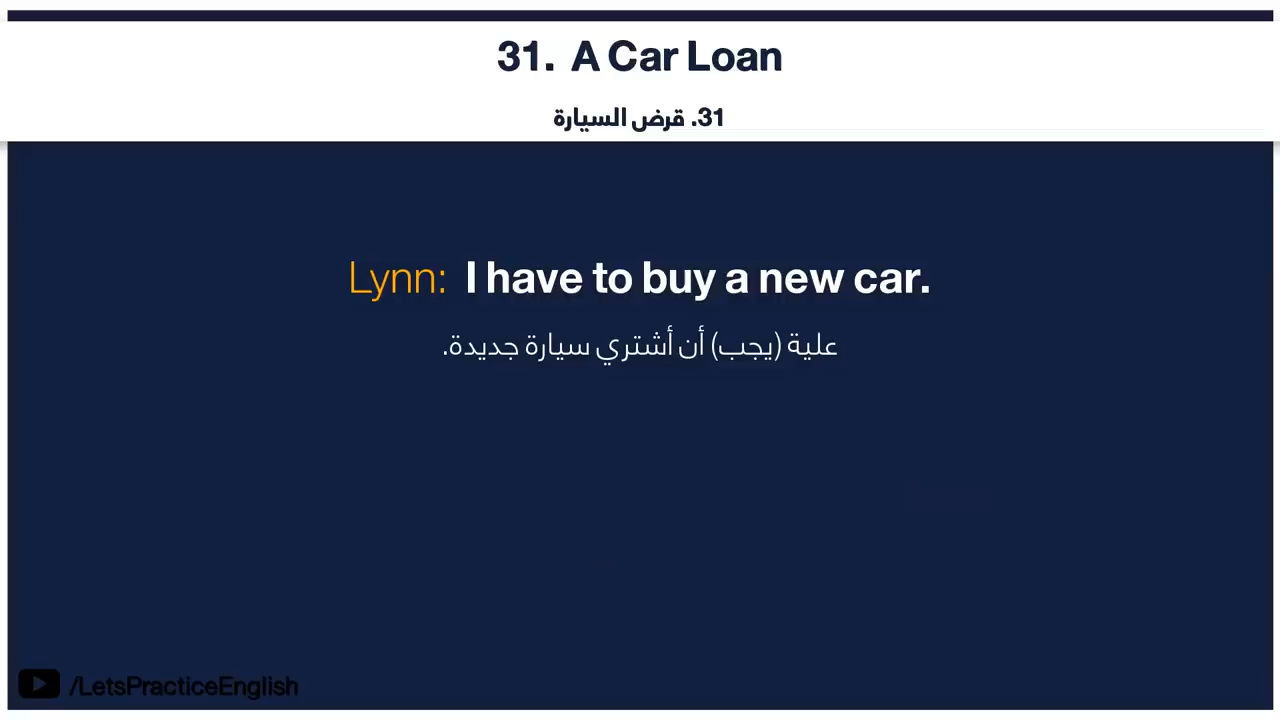 31. A Car Loan
31. قرض السيارة
Lynn: I have to buy a new car.
علية (يجب) أن أشتري سيارة جديدة.
/LetsPracticeEnglish